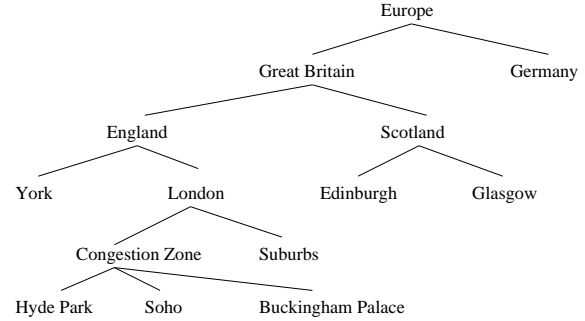 Europe
Great Britain Germany
England Scotland
York London Edinburgh Glasgow
Congestion Zone Suburbs
Hyde Park Soho Buckingham Palace